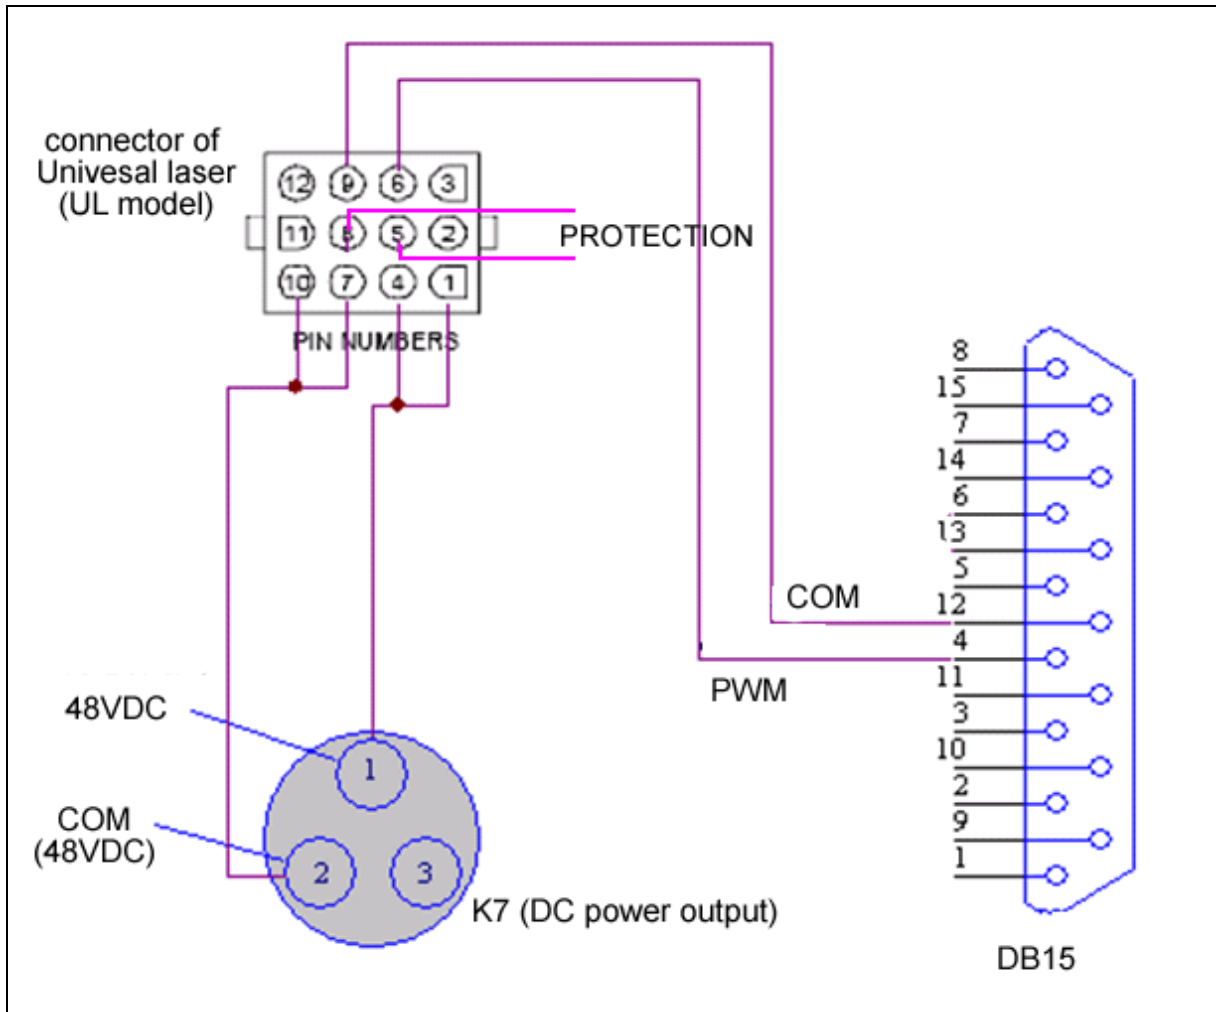 connector of
Univesal laser
(UL model)
12 9 6 3
11 8 5 2
10 7 4 1
PROTECTION
PIN NUMBERS
8
15
7
14
6
13
5
COM
12
4
PWM
11
3
10
2
9
1
48VDC
1
COM
(48VDC)
2 3
K7 (DC power output)
DB15